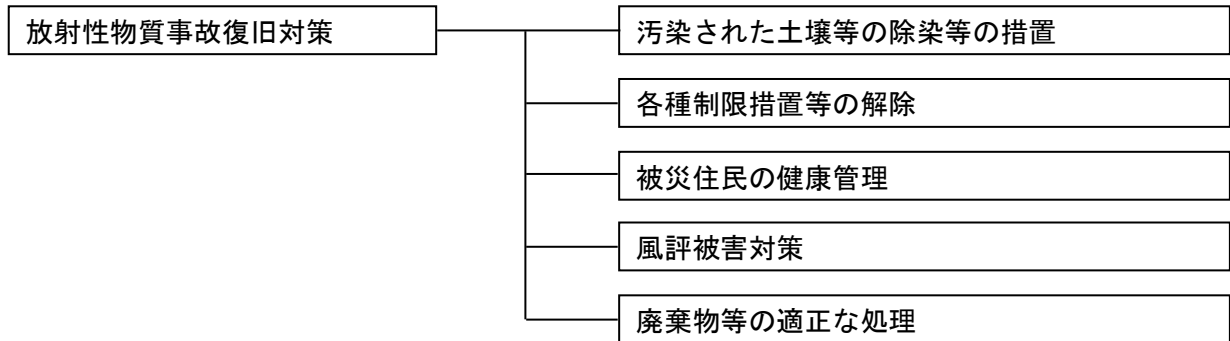 放射性物質事故復旧対策
汚染された土壌等の除染等の措置
各種制限措置等の解除
被災住民の健康管理
風評被害対策
廃棄物等の適正な処理